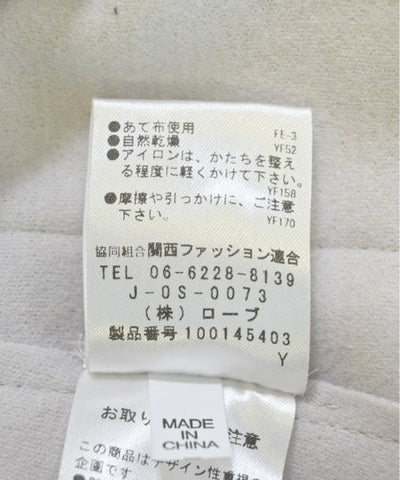 ●あて布使用 FE-3
●自然乾燥 YF52
●アイロンは、かたちを整え
る程度に軽くかけて下さい。
YF158
●摩擦や引っかけに、ご注意
下さい。 YF170
協同組合関西ファッション連合
TEL 06-6228-8139
J-OS-0073
(株) ローブ
製品番号 100145403
Y
お取り 注意
MADE
IN
CHINA
この商品はデザイン性重視の
企画です